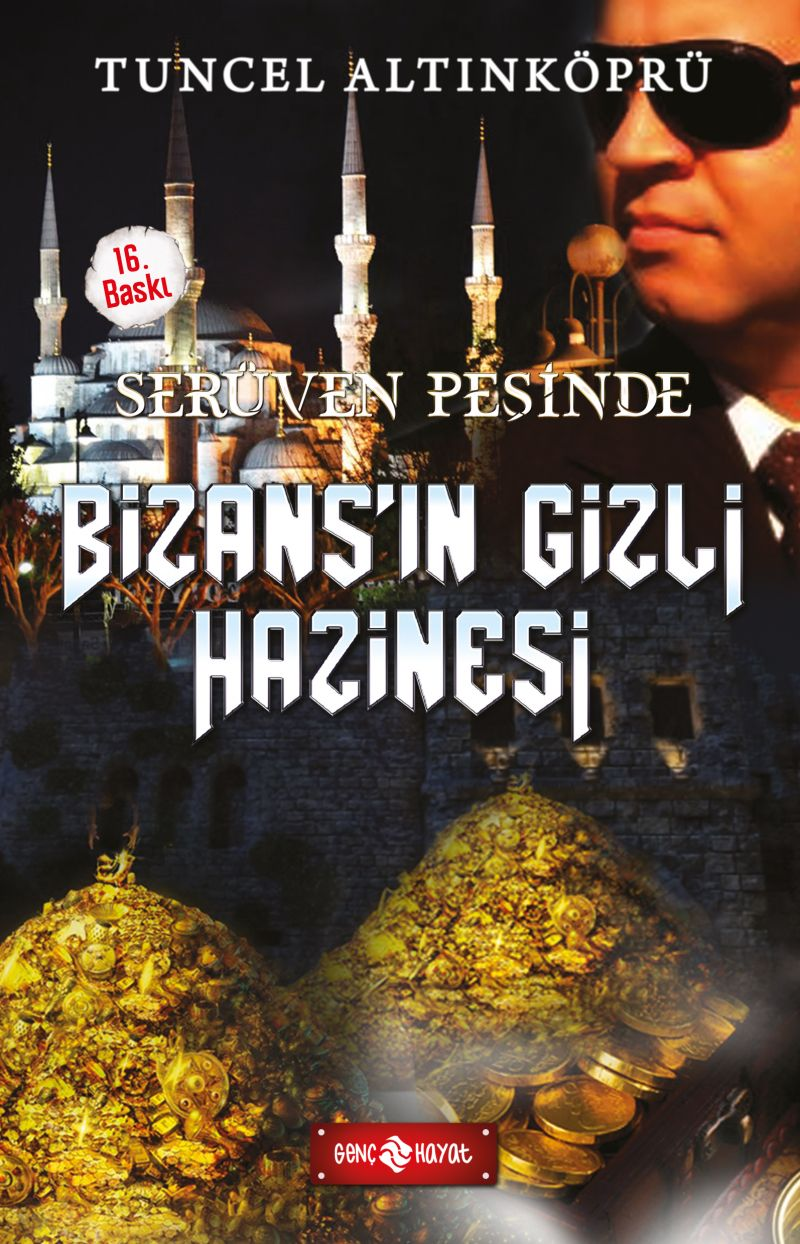 TUNCEL ALTINKÖPRÜ
16.
Baskı
SERÜVEN PEŞİNDE
BİZANS'IN GİZLİ
HAZİNESİ
GENÇ HAYAT